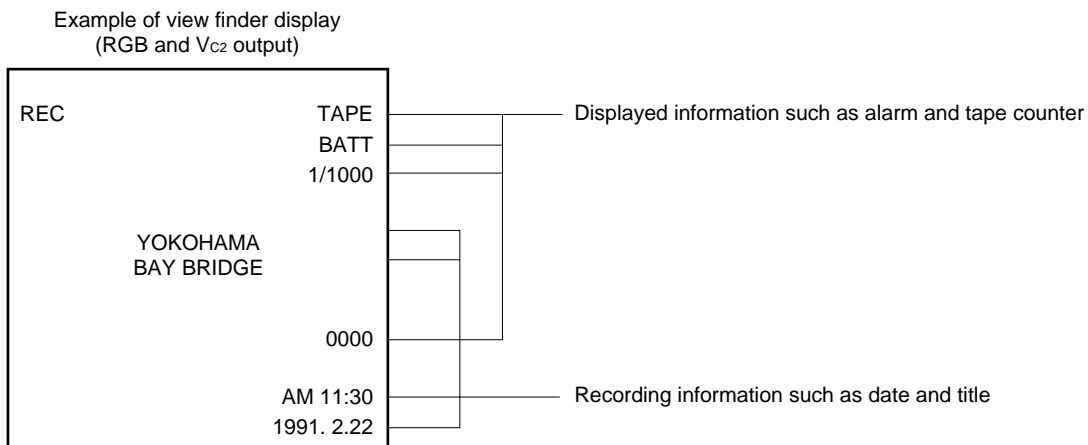 Example of view finder display
(RGB and VC2 output)
REC
TAPE
Displayed information such as alarm and tape counter
BATT
1/1000
YOKOHAMA
BAY BRIDGE
0000
AM 11:30
Recording information such as date and title
1991. 2.22